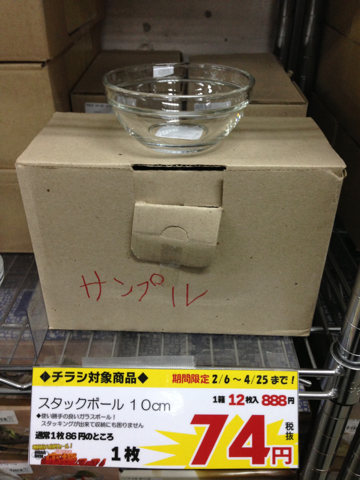 サンプル
◆チラシ対象商品◆
期間限定 2/6～4/25まで！
スタックボール 10cm
1箱 12枚入 888円
◆使い勝手の良いガラスボール！
スタッキングが出来て収納にも困りません
通常1枚86円のところ
1枚
74円
税抜